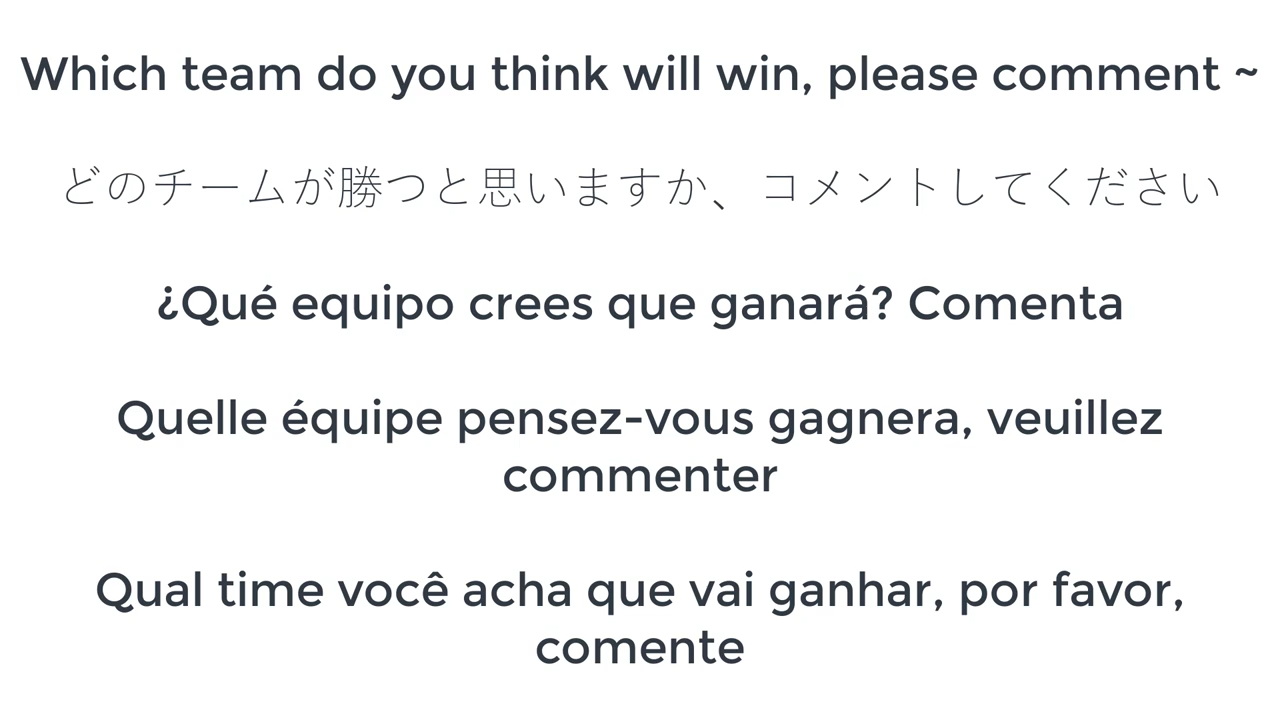 Which team do you think will win, please comment ~
どのチームが勝つと思いますか、コメントしてください
¿Qué equipo crees que ganará? Comenta
Quelle équipe pensez-vous gagnera, veuillez
commenter
Qual time você acha que vai ganhar, por favor,
comente